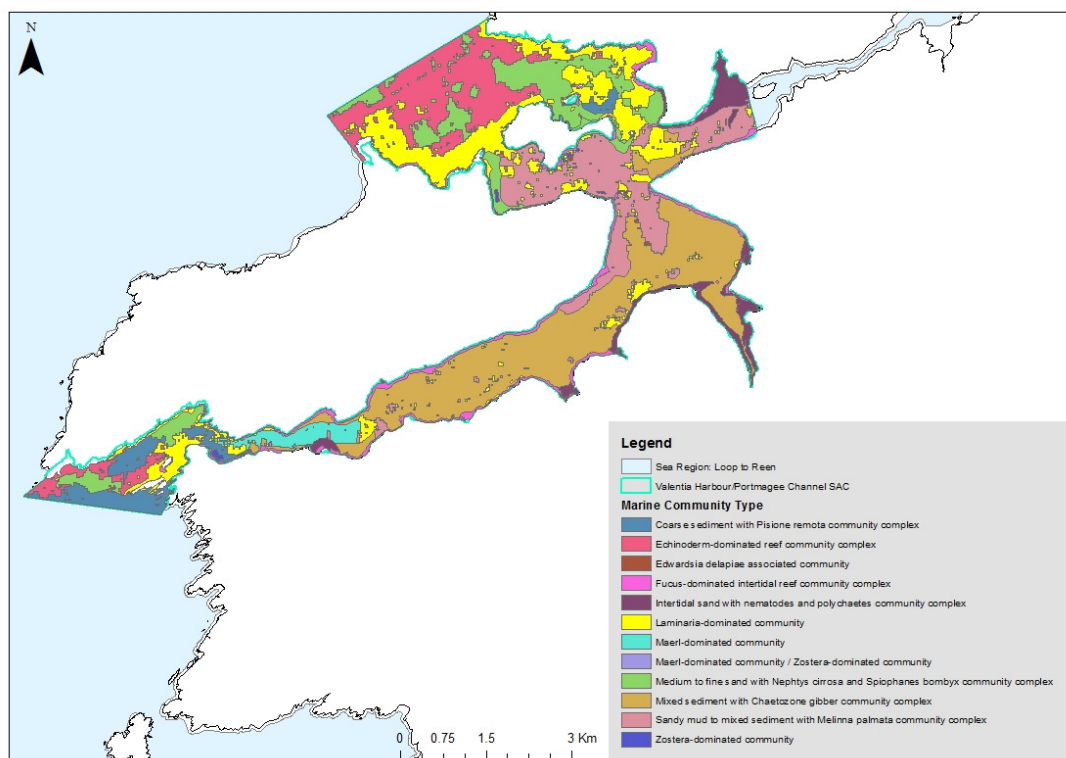 N
Legend
Sea Region: Loop to Reen
Valentia Harbour/Portmagee Channel SAC
Marine Community Type
Coarse sediment with Pisione remota community complex
Echinoderm-dominated reef community complex
Edwardsia delapiae associated community
Fucus-dominated intertidal reef community complex
Intertidal sand with nematodes and polychaetes community complex
Laminaria-dominated community
Maerl-dominated community
Maerl-dominated community / Zostera-dominated community
Medium to fine sand with Nephtys cirrosa and Spiophanes bombyx community complex
Mixed sediment with Chaetozone gibber community complex
Sandy mud to mixed sediment with Melinna palmata community complex
Zostera-dominated community
0 0.75 1.5 3 Km